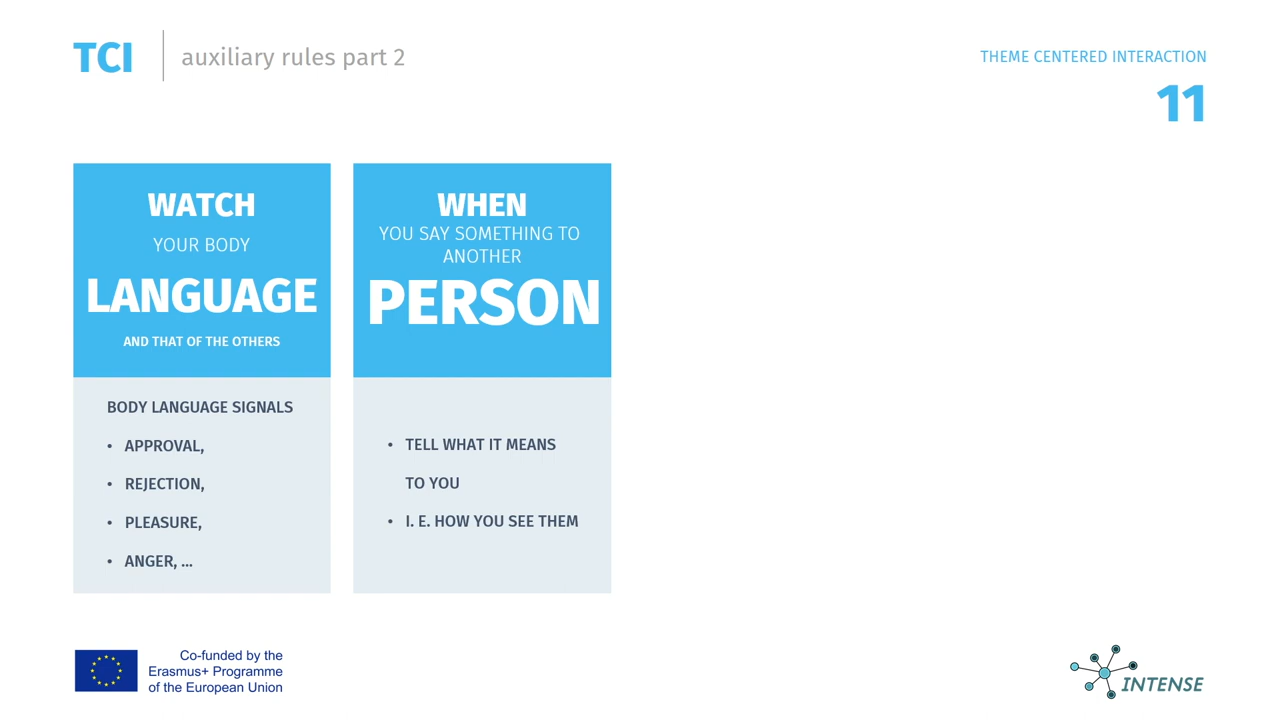 TCI
auxiliary rules part 2
THEME CENTERED INTERACTION
11
WATCH
YOUR BODY
LANGUAGE
AND THAT OF THE OTHERS
BODY LANGUAGE SIGNALS
• APPROVAL,
• REJECTION,
• PLEASURE,
• ANGER, ...
WHEN
YOU SAY SOMETHING TO
ANOTHER
PERSON
• TELL WHAT IT MEANS
TO YOU
• I. E. HOW YOU SEE THEM
Co-funded by the
Erasmus+ Programme
of the European Union
INTENSE